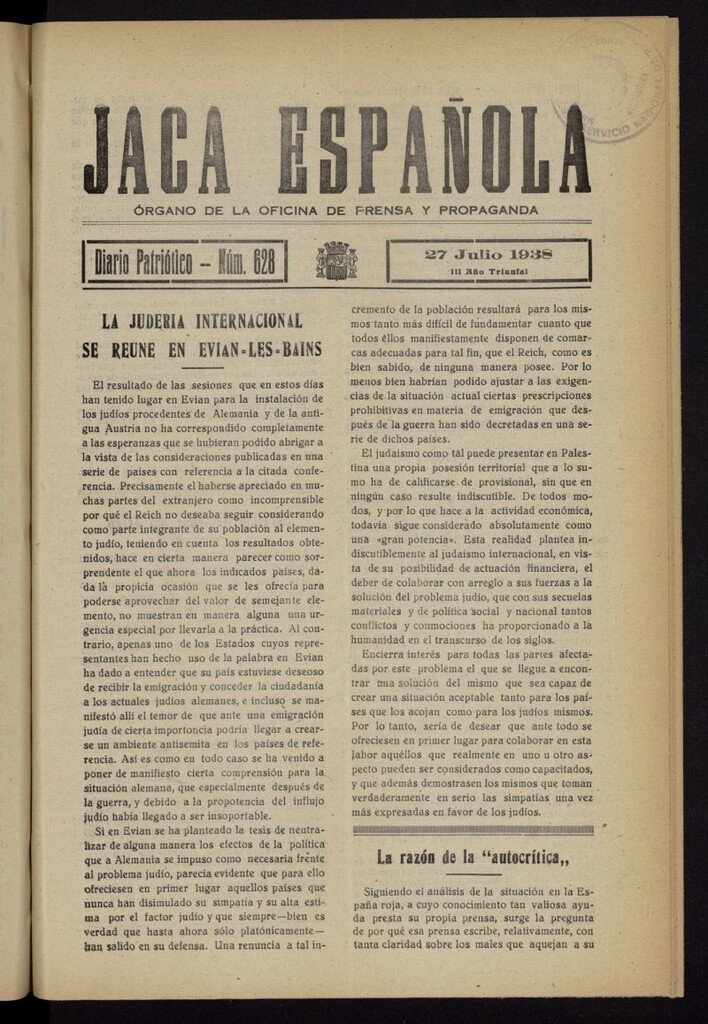 JACA ESPAÑOLA
ÓRGANO DE LA OFICINA DE PRENSA Y PROPAGANDA
Diario Patriótico — Núm. 628
27 Julio 1938
III Año Triunfal
LA JUDERIA INTERNACIONAL
SE REUNE EN EVIAN-LES-BAINS
El resultado de las sesiones que en estos días
han tenido lugar en Evian para la instalación de
los judíos procedentes de Alemania y de la anti-
gua Austria no ha correspondido completamente
a las esperanzas que se hubieran podido abrigar a
la vista de las consideraciones publicadas en una
serie de paises con referencia a la citada confe-
rencia. Precisamente el haberse apreciado en mu-
chas partes del extranjero como incomprensible
por qué el Reich no deseaba seguir considerando
como parte integrante de su población al elemen-
to judío, teniendo en cuenta los resultados obte-
nidos, hace en cierta manera parecer como sor-
prendente el que ahora los indicados países, da-
da la propicia ocasión que se les ofrecía para
poderse aprovechar del valor de semejante ele-
mento, no muestran en manera alguna una ur-
gencia especial por llevarla a la práctica. Al con-
trario, apenas uno de los Estados cuyos repre-
sentantes han hecho uso de la palabra en Evian
ha dado a entender que su país estuviese deseoso
de recibir la emigración y conceder la ciudadanía
a los actuales judíos alemanes, e incluso se ma-
nifestó allí el temor de que ante una emigración
judía de cierta importoncia podría llegar a crear-
se un ambiente antisemita en los países de refe-
rencia. Así es como en todo caso se ha venido a
poner de manifiesto cierta comprensión para la
situación alemana, que especialmente después de
la guerra, y debido a la propotencia del influjo
judío había llegado a ser insoportable.
Si en Evian se ha planteado la tesis de neutra-
lizar de alguna manera los efectos de la política
que a Alemania se impuso como necesaria frente
al problema judío, parecía evidente que para ello
ofreciesen en primer lugar aquellos países que
nunca han disimulado su simpatía y su alta esti-
ma por el factor judío y que siempre—bien es
verdad que hasta ahora sólo platónicamente—
han salido en su defensa. Una renuncia a tal in-
cremento de la población resultará para los mis-
mos tanto más difícil de fundamentar cuanto que
todos éllos manifiestamente disponen de comar-
cas adecuadas para tal fin, que el Reich, como es
bien sabido, de ninguna manera posee. Por lo
menos bien habrían podido ajustar a las exigen-
cias de la situación actual ciertas prescripciones
prohibitivas en materia de emigración que des-
pués de la guerra han sido decretadas en una se-
rie de dichos países.
El judaismo como tál puede presentar en Pales-
tina una propia posesión territorial que a lo su-
mo ha de calificarse de provisional, sin que en
ningún caso resulte indiscutible. De todos mo-
dos, y por lo que hace a la actividad económica,
todavía sigue considerado absolutamente como
una «gran potencia». Esta realidad plantea in-
discutiblemente al judaismo internacional, en vis-
ta de su posibilidad de actuación financiera, el
deber de colaborar con arreglo a sus fuerzas a la
solución del problema judío, que con sus secuelas
materiales y de política social y nacional tantos
conflictos y conmociones ha proporcionado a la
humanidad en el transcurso de los siglos.
Encierra interés para todas las partes afecta-
das por este problema el que se llegue a encon-
trar una solución del mismo que sea capaz de
crear una situación aceptable tanto para los paí-
ses que los acojan como para los judíos mismos.
Por lo tanto, sería de desear que ante todo se
ofreciesen en primer lugar para colaborar en esta
labor aquéllos que realmente en uno u otro as-
pecto pueden ser considerados como capacitados,
y que además demostrasen los mismos que toman
verdaderamente en serio las simpatías una vez
más expresadas en favor de los judíos.
La razón de la "autocrítica„
Siguiendo el análisis de la situación en la Es-
paña roja, a cuyo conocimiento tan valiosa ayu-
da presta su propia prensa, surge la pregunta
de por qué esa prensa escribe, relativamente, con
tanta claridad sobre los males que aquejan a su
SERVICIO NACIONAL